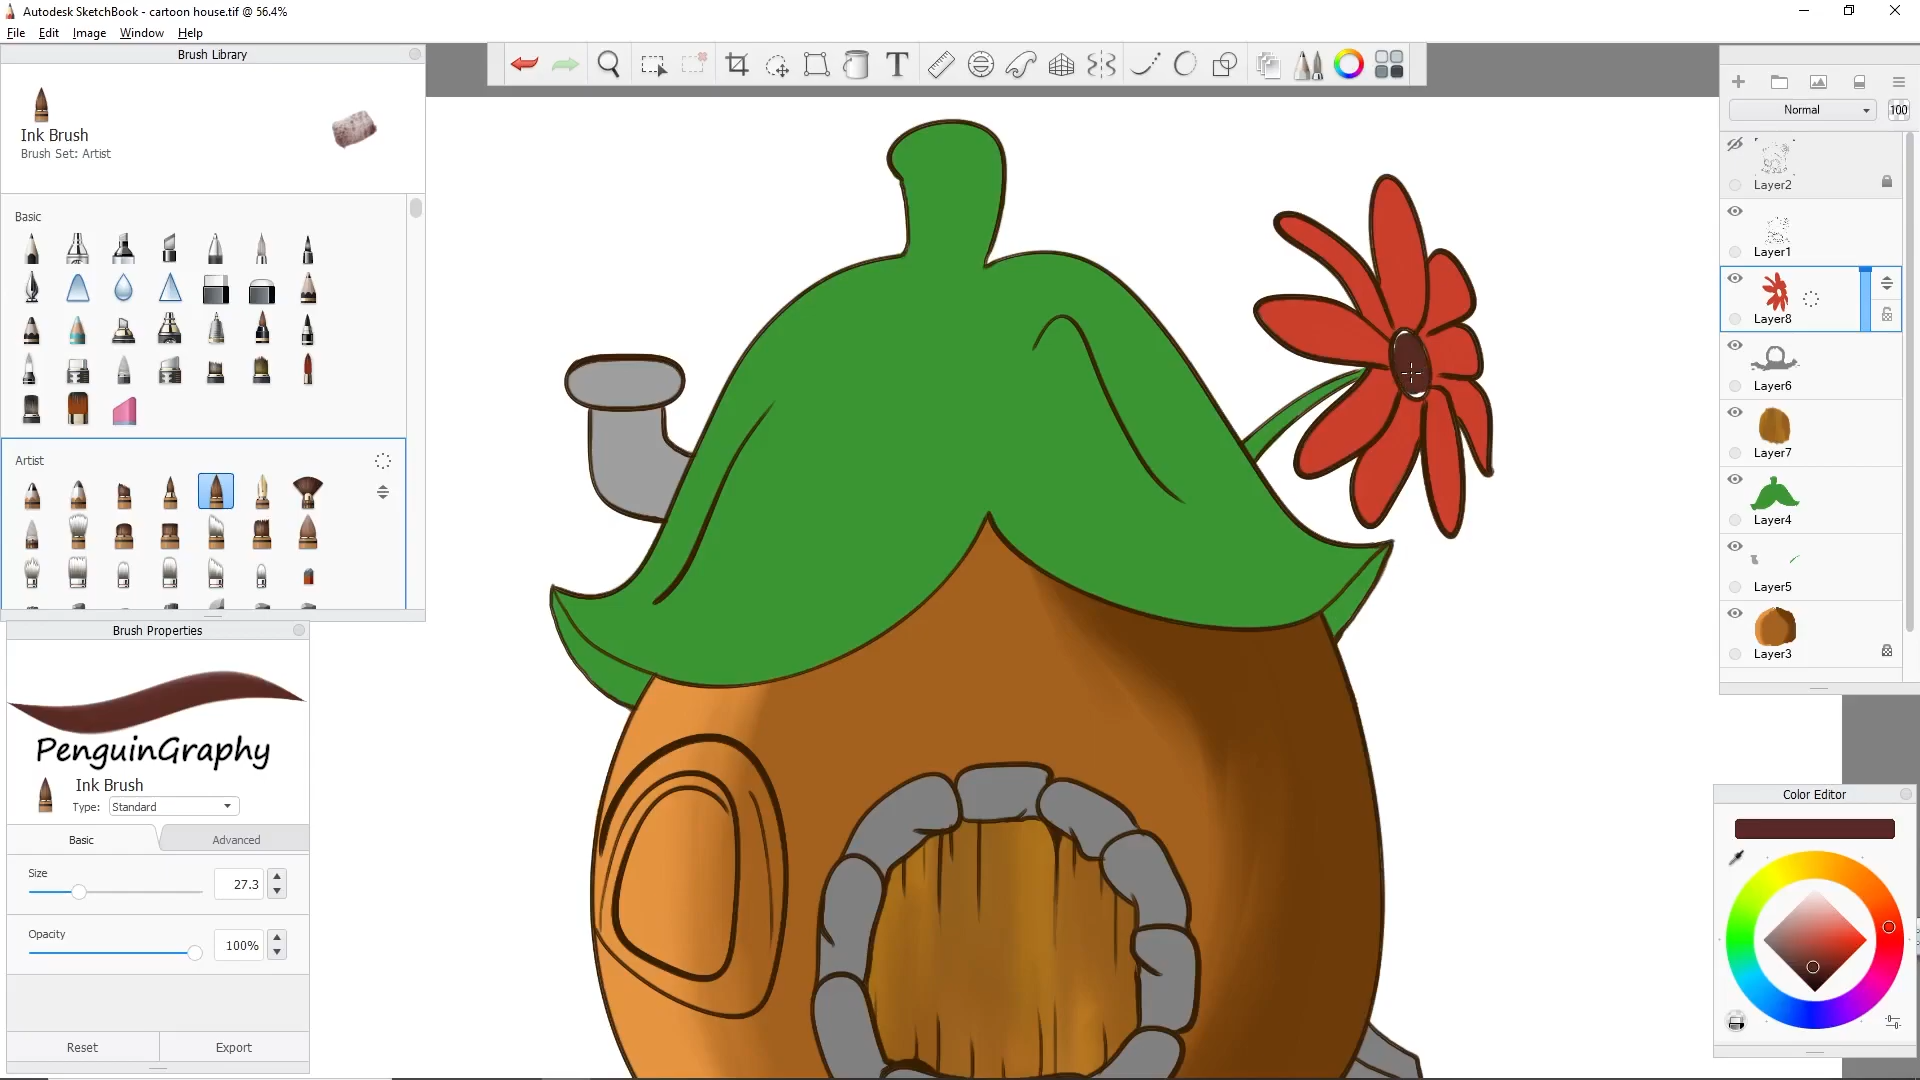 Autodesk SketchBook - cartoon house.tif @ 56.4%
File Edit Image Window Help
Brush Library
Ink Brush
Brush Set: Artist
Basic
Artist
Brush Properties
PenguinGraphy
Ink Brush
Type: Standard
Basic Advanced
Size
27.3
Opacity
100%
Reset Export
T
Normal 100
Layer2
Layer1
Layer8
Layer6
Layer7
Layer4
Layer5
Layer3
Color Editor